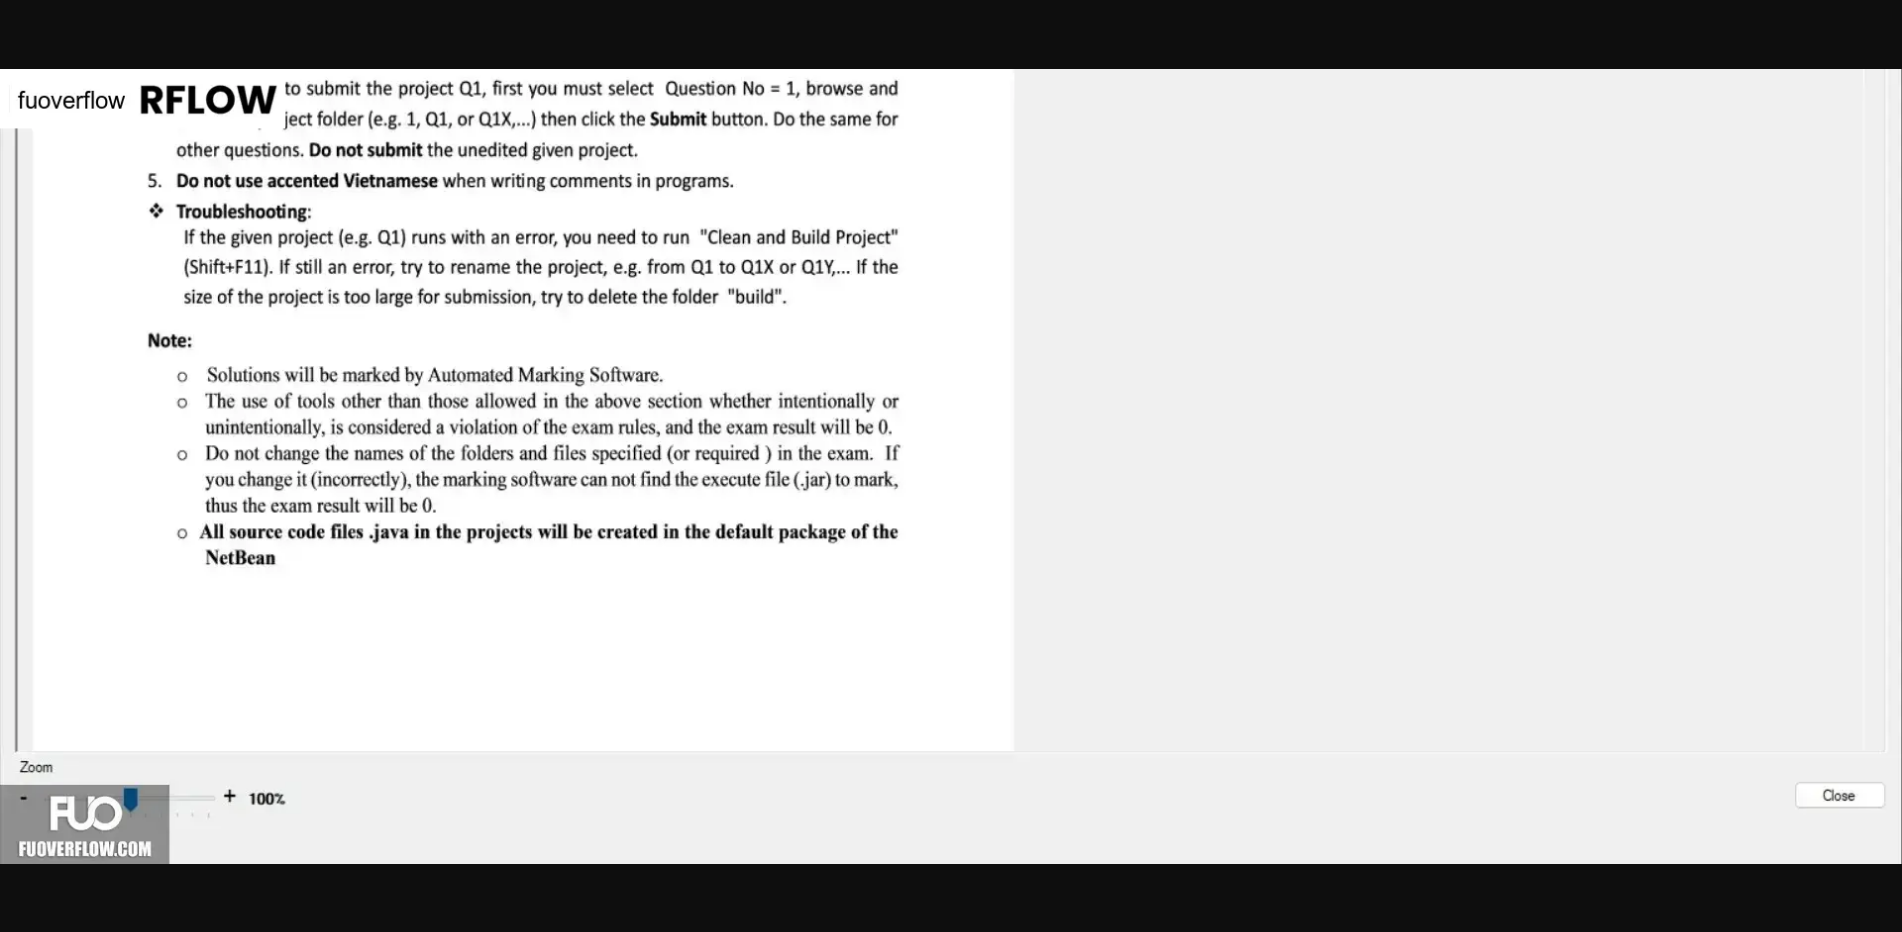 fuoverflow RFLOW to submit the project Q1, first you must select Question No = 1, browse and
ject folder (e.g. 1, Q1, or Q1X,...) then click the Submit button. Do the same for
other questions. Do not submit the unedited given project.
5. Do not use accented Vietnamese when writing comments in programs.
❖ Troubleshooting:
If the given project (e.g. Q1) runs with an error, you need to run "Clean and Build Project"
(Shift+F11). If still an error, try to rename the project, e.g. from Q1 to Q1X or Q1Y,... If the
size of the project is too large for submission, try to delete the folder "build".
Note:
o Solutions will be marked by Automated Marking Software.
o The use of tools other than those allowed in the above section whether intentionally or
unintentionally, is considered a violation of the exam rules, and the exam result will be 0.
o Do not change the names of the folders and files specified (or required ) in the exam. If
you change it (incorrectly), the marking software can not find the execute file (.jar) to mark,
thus the exam result will be 0.
o All source code files .java in the projects will be created in the default package of the
NetBean
Zoom
- + 100%
Close
FUO
FUOVERFLOW.COM